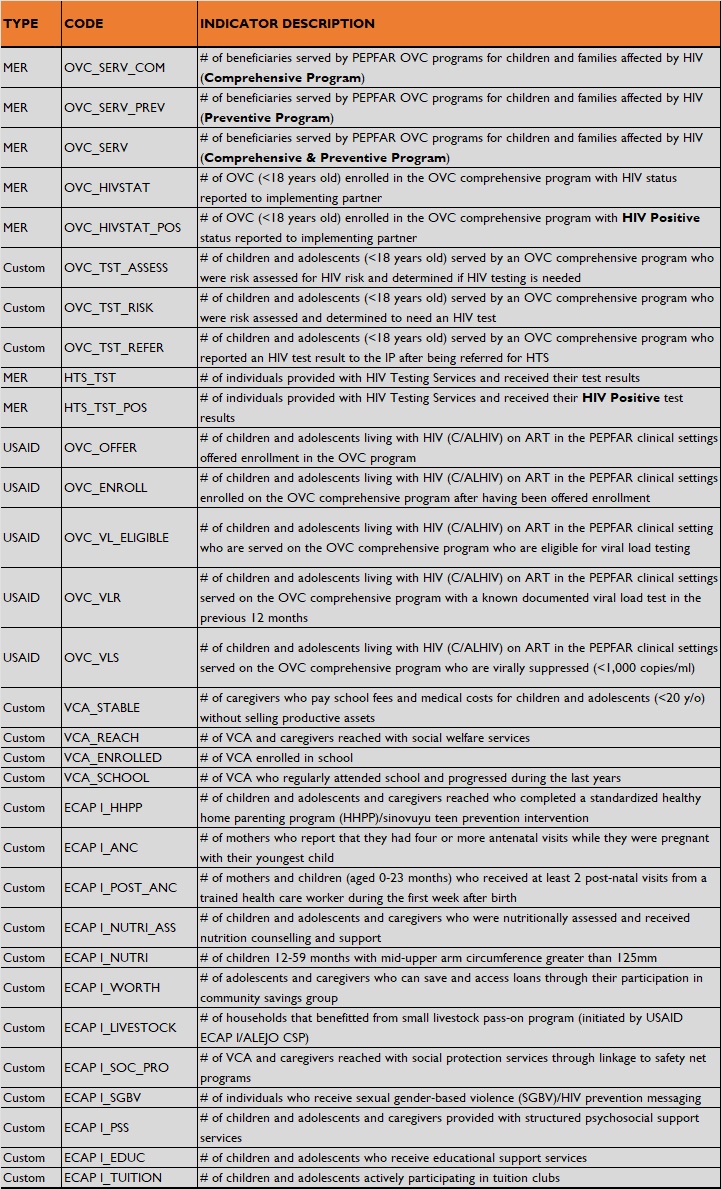 TYPE CODE INDICATOR DESCRIPTION
MER OVC_SERV_COM # of beneficiaries served by PEPFAR OVC programs for children and families affected by HIV
(Comprehensive Program)
MER OVC_SERV_PREV # of beneficiaries served by PEPFAR OVC programs for children and families affected by HIV
(Preventive Program)
MER OVC_SERV # of beneficiaries served by PEPFAR OVC programs for children and families affected by HIV
(Comprehensive & Preventive Program)
MER OVC_HIVSTAT # of OVC (<18 years old) enrolled in the OVC comprehensive program with HIV status
reported to implementing partner
MER OVC_HIVSTAT_POS # of OVC (<18 years old) enrolled in the OVC comprehensive program with HIV Positive
status reported to implementing partner
Custom OVC_TST_ASSESS # of children and adolescents (<18 years old) served by an OVC comprehensive program who
were risk assessed for HIV risk and determined if HIV testing is needed
Custom OVC_TST_RISK # of children and adolescents (<18 years old) served by an OVC comprehensive program who
were risk assessed and determined to need an HIV test
Custom OVC_TST_REFER # of children and adolescents (<18 years old) served by an OVC comprehensive program who
reported an HIV test result to the IP after being referred for HTS
MER HTS_TST # of individuals provided with HIV Testing Services and received their test results
MER HTS_TST_POS # of individuals provided with HIV Testing Services and received their HIV Positive test
results
USAID OVC_OFFER # of children and adolescents living with HIV (C/ALHIV) on ART in the PEPFAR clinical settings
offered enrollment in the OVC program
USAID OVC_ENROLL # of children and adolescents living with HIV (C/ALHIV) on ART in the PEPFAR clinical settings
enrolled on the OVC comprehensive program after having been offered enrollment
USAID OVC_VL_ELIGIBLE # of children and adolescents living with HIV (C/ALHIV) on ART in the PEPFAR clinical setting
who are served on the OVC comprehensive program who are eligible for viral load testing
USAID OVC_VLR # of children and adolescents living with HIV (C/ALHIV) on ART in the PEPFAR clinical settings
served on the OVC comprehensive program with a known documented viral load test in the
previous 12 months
USAID OVC_VLS # of children and adolescents living with HIV (C/ALHIV) on ART in the PEPFAR clinical settings
served on the OVC comprehensive program who are virally suppressed (<1,000 copies/ml)
Custom VCA_STABLE # of caregivers who pay school fees and medical costs for children and adolescents (<20 y/o)
without selling productive assets
Custom VCA_REACH # of VCA and caregivers reached with social welfare services
Custom VCA_ENROLLED # of VCA enrolled in school
Custom VCA_SCHOOL # of VCA who regularly attended school and progressed during the last years
Custom ECAP I_HHPP # of children and adolescents and caregivers reached who completed a standardized healthy
home parenting program (HHPP)/sinovuyu teen prevention intervention
Custom ECAP I_ANC # of mothers who report that they had four or more antenatal visits while they were pregnant
with their youngest child
Custom ECAP I_POST_ANC # of mothers and children (aged 0-23 months) who received at least 2 post-natal visits from a
trained health care worker during the first week after birth
Custom ECAP I_NUTRI_ASS # of children and adolescents and caregivers who were nutritionally assessed and received
nutrition counselling and support
Custom ECAP I_NUTRI # of children 12-59 months with mid-upper arm circumference greater than 125mm
Custom ECAP I_WORTH # of adolescents and caregivers who can save and access loans through their participation in
community savings group
Custom ECAP I_LIVESTOCK # of households that benefitted from small livestock pass-on program (initiated by USAID
ECAP I/ALEJO CSP)
Custom ECAP I_SOC_PRO # of VCA and caregivers reached with social protection services through linkage to safety net
programs
Custom ECAP I_SGBV # of individuals who receive sexual gender-based violence (SGBV)/HIV prevention messaging
Custom ECAP I_PSS # of children and adolescents and caregivers provided with structured psychosocial support
services
Custom ECAP I_EDUC # of children and adolescents who receive educational support services
Custom ECAP I_TUITION # of children and adolescents actively participating in tuition clubs